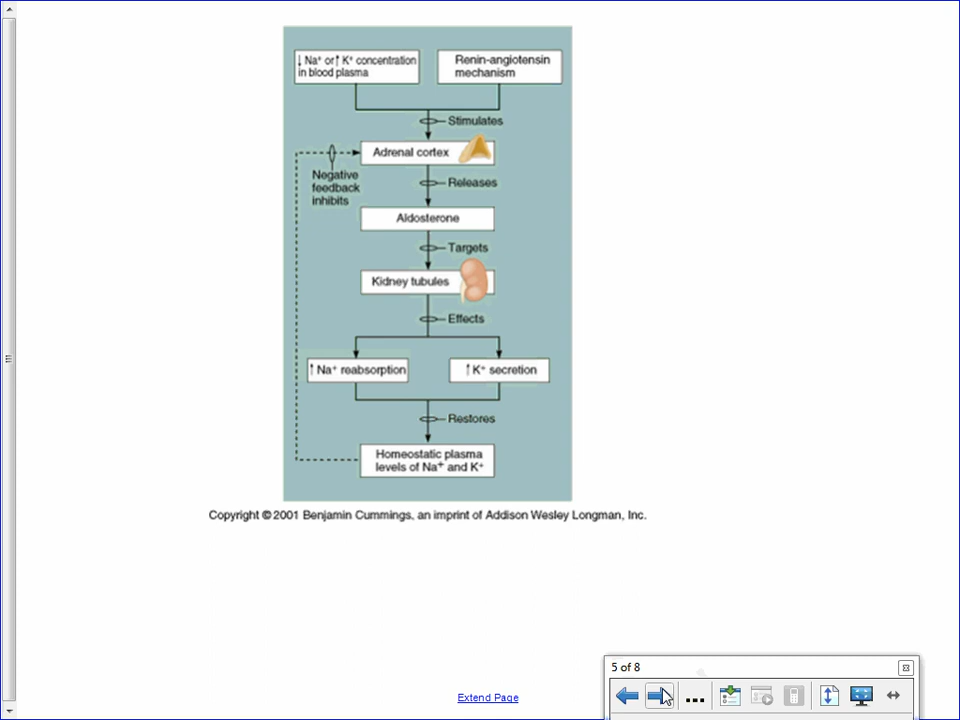 ↓ Na⁺ or ↑ K⁺ concentration
in blood plasma
Renin-angiotensin
mechanism
Stimulates
Adrenal cortex
Negative
feedback
inhibits
Releases
Aldosterone
Targets
Kidney tubules
Effects
↑ Na⁺ reabsorption
↑ K⁺ secretion
Restores
Homeostatic plasma
levels of Na⁺ and K⁺
Copyright © 2001 Benjamin Cummings, an imprint of Addison Wesley Longman, Inc.
5 of 8
Extend Page